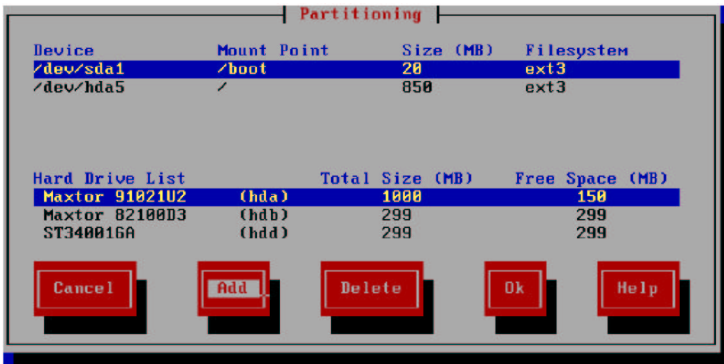 Partitioning
Device Mount Point Size (MB) Filesystem
/dev/sda1 /boot 20 ext3
/dev/hda5 / 850 ext3
Hard Drive List Total Size (MB) Free Space (MB)
Maxtor 91021U2 (hda) 1000 150
Maxtor 82100D3 (hdb) 299 299
ST340016A (hdd) 299 299
Cancel Add Delete Ok Help